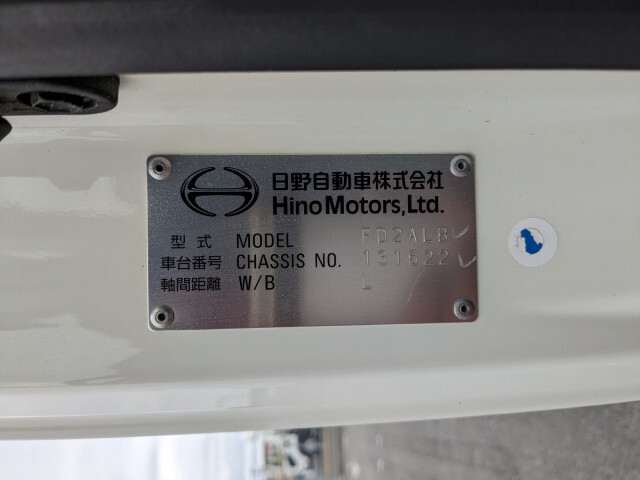 日野自動車株式会社
Hino Motors, Ltd.
型式 MODEL FD2ALB
車台番号 CHASSIS NO. 131622
軸間距離 W/B L